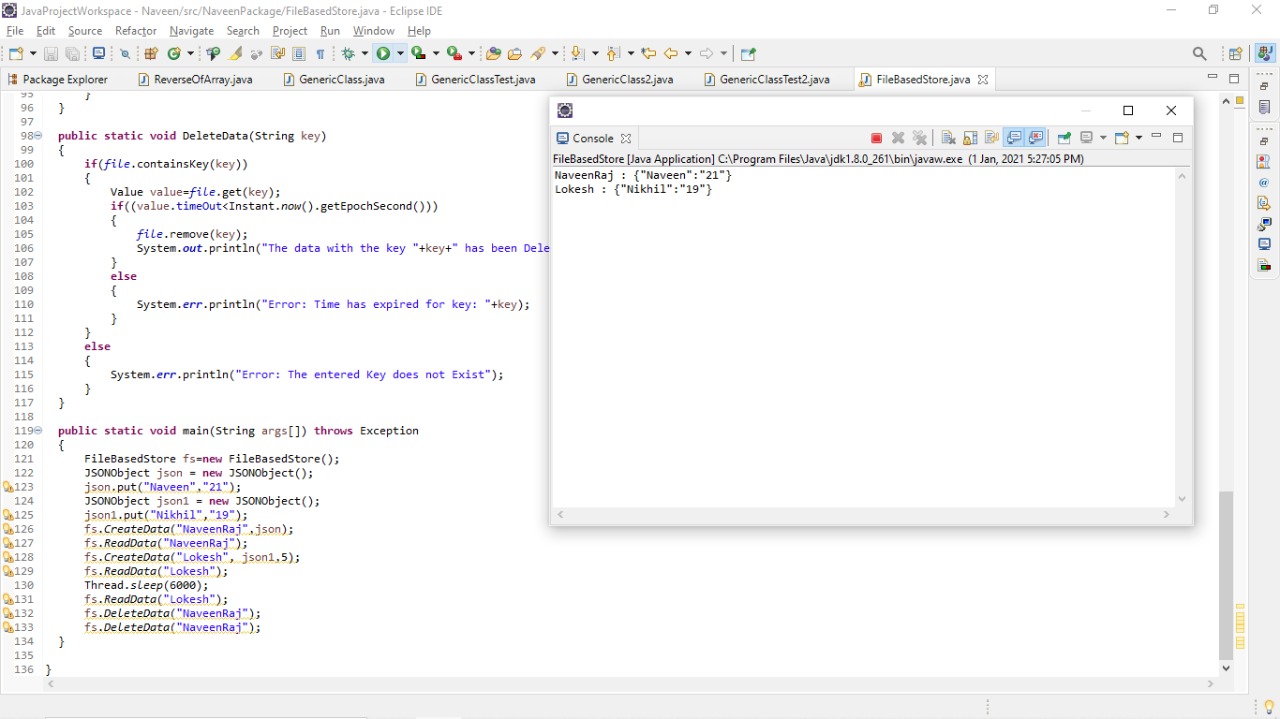 JavaProjectWorkspace - Naveen/src/NaveenPackage/FileBasedStore.java - Eclipse IDE
File Edit Source Refactor Navigate Search Project Run Window Help
Package Explorer ReverseOfArray.java GenericClass.java GenericClassTest.java GenericClass2.java GenericClassTest2.java FileBasedStore.java
95 }
96 }
97
98 public static void DeleteData(String key)
99 {
100 if(file.containsKey(key))
101 {
102 Value value=file.get(key);
103 if((value.timeOut<Instant.now().getEpochSecond()))
104 {
105 file.remove(key);
106 System.out.println("The data with the key "+key+" has been Dele
107 }
108 else
109 {
110 System.err.println("Error: Time has expired for key: "+key);
111 }
112 }
113 else
114 {
115 System.err.println("Error: The entered Key does not Exist");
116 }
117 }
118
119 public static void main(String args[]) throws Exception
120 {
121 FileBasedStore fs=new FileBasedStore();
122 JSONObject json = new JSONObject();
123 json.put("Naveen","21");
124 JSONObject json1 = new JSONObject();
125 json1.put("Nikhil","19");
126 fs.CreateData("NaveenRaj",json);
127 fs.ReadData("NaveenRaj");
128 fs.CreateData("Lokesh", json1,5);
129 fs.ReadData("Lokesh");
130 Thread.sleep(6000);
131 fs.ReadData("Lokesh");
132 fs.DeleteData("NaveenRaj");
133 fs.DeleteData("NaveenRaj");
134 }
135
136 }
Console
FileBasedStore [Java Application] C:\Program Files\Java\jdk1.8.0_261\bin\javaw.exe (1 Jan, 2021 5:27:05 PM)
NaveenRaj : {"Naveen":"21"}
Lokesh : {"Nikhil":"19"}